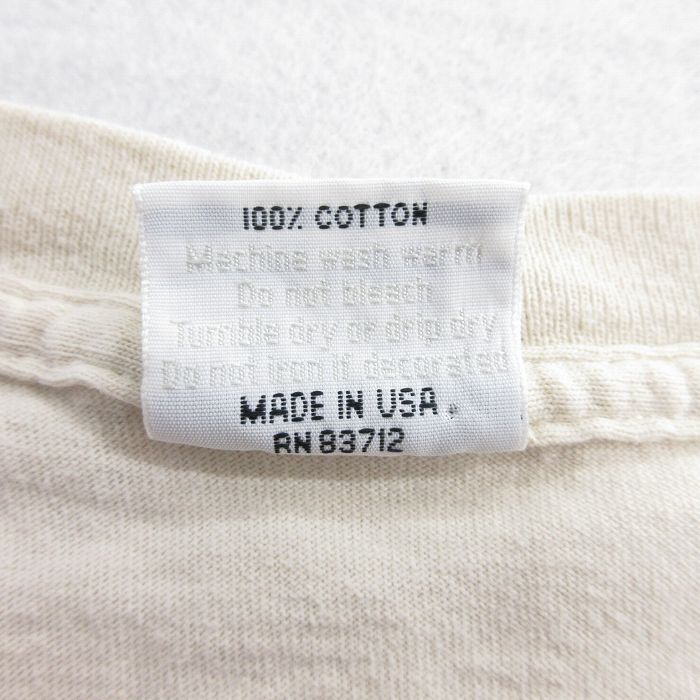 100% COTTON
Machine wash warm
Do not bleach
Tumble dry or drip dry
Do not iron if decorated
MADE IN USA.
RN 83712